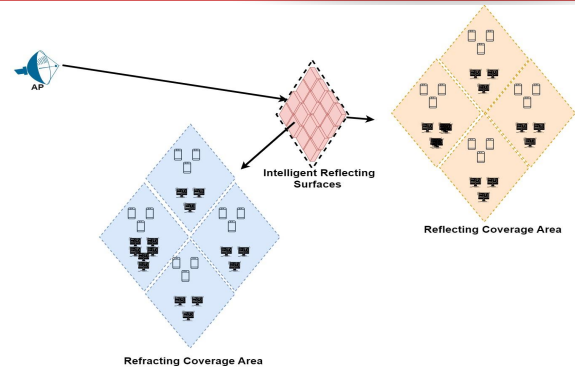 AP
Intelligent Reflecting
Surfaces
Reflecting Coverage Area
Refracting Coverage Area